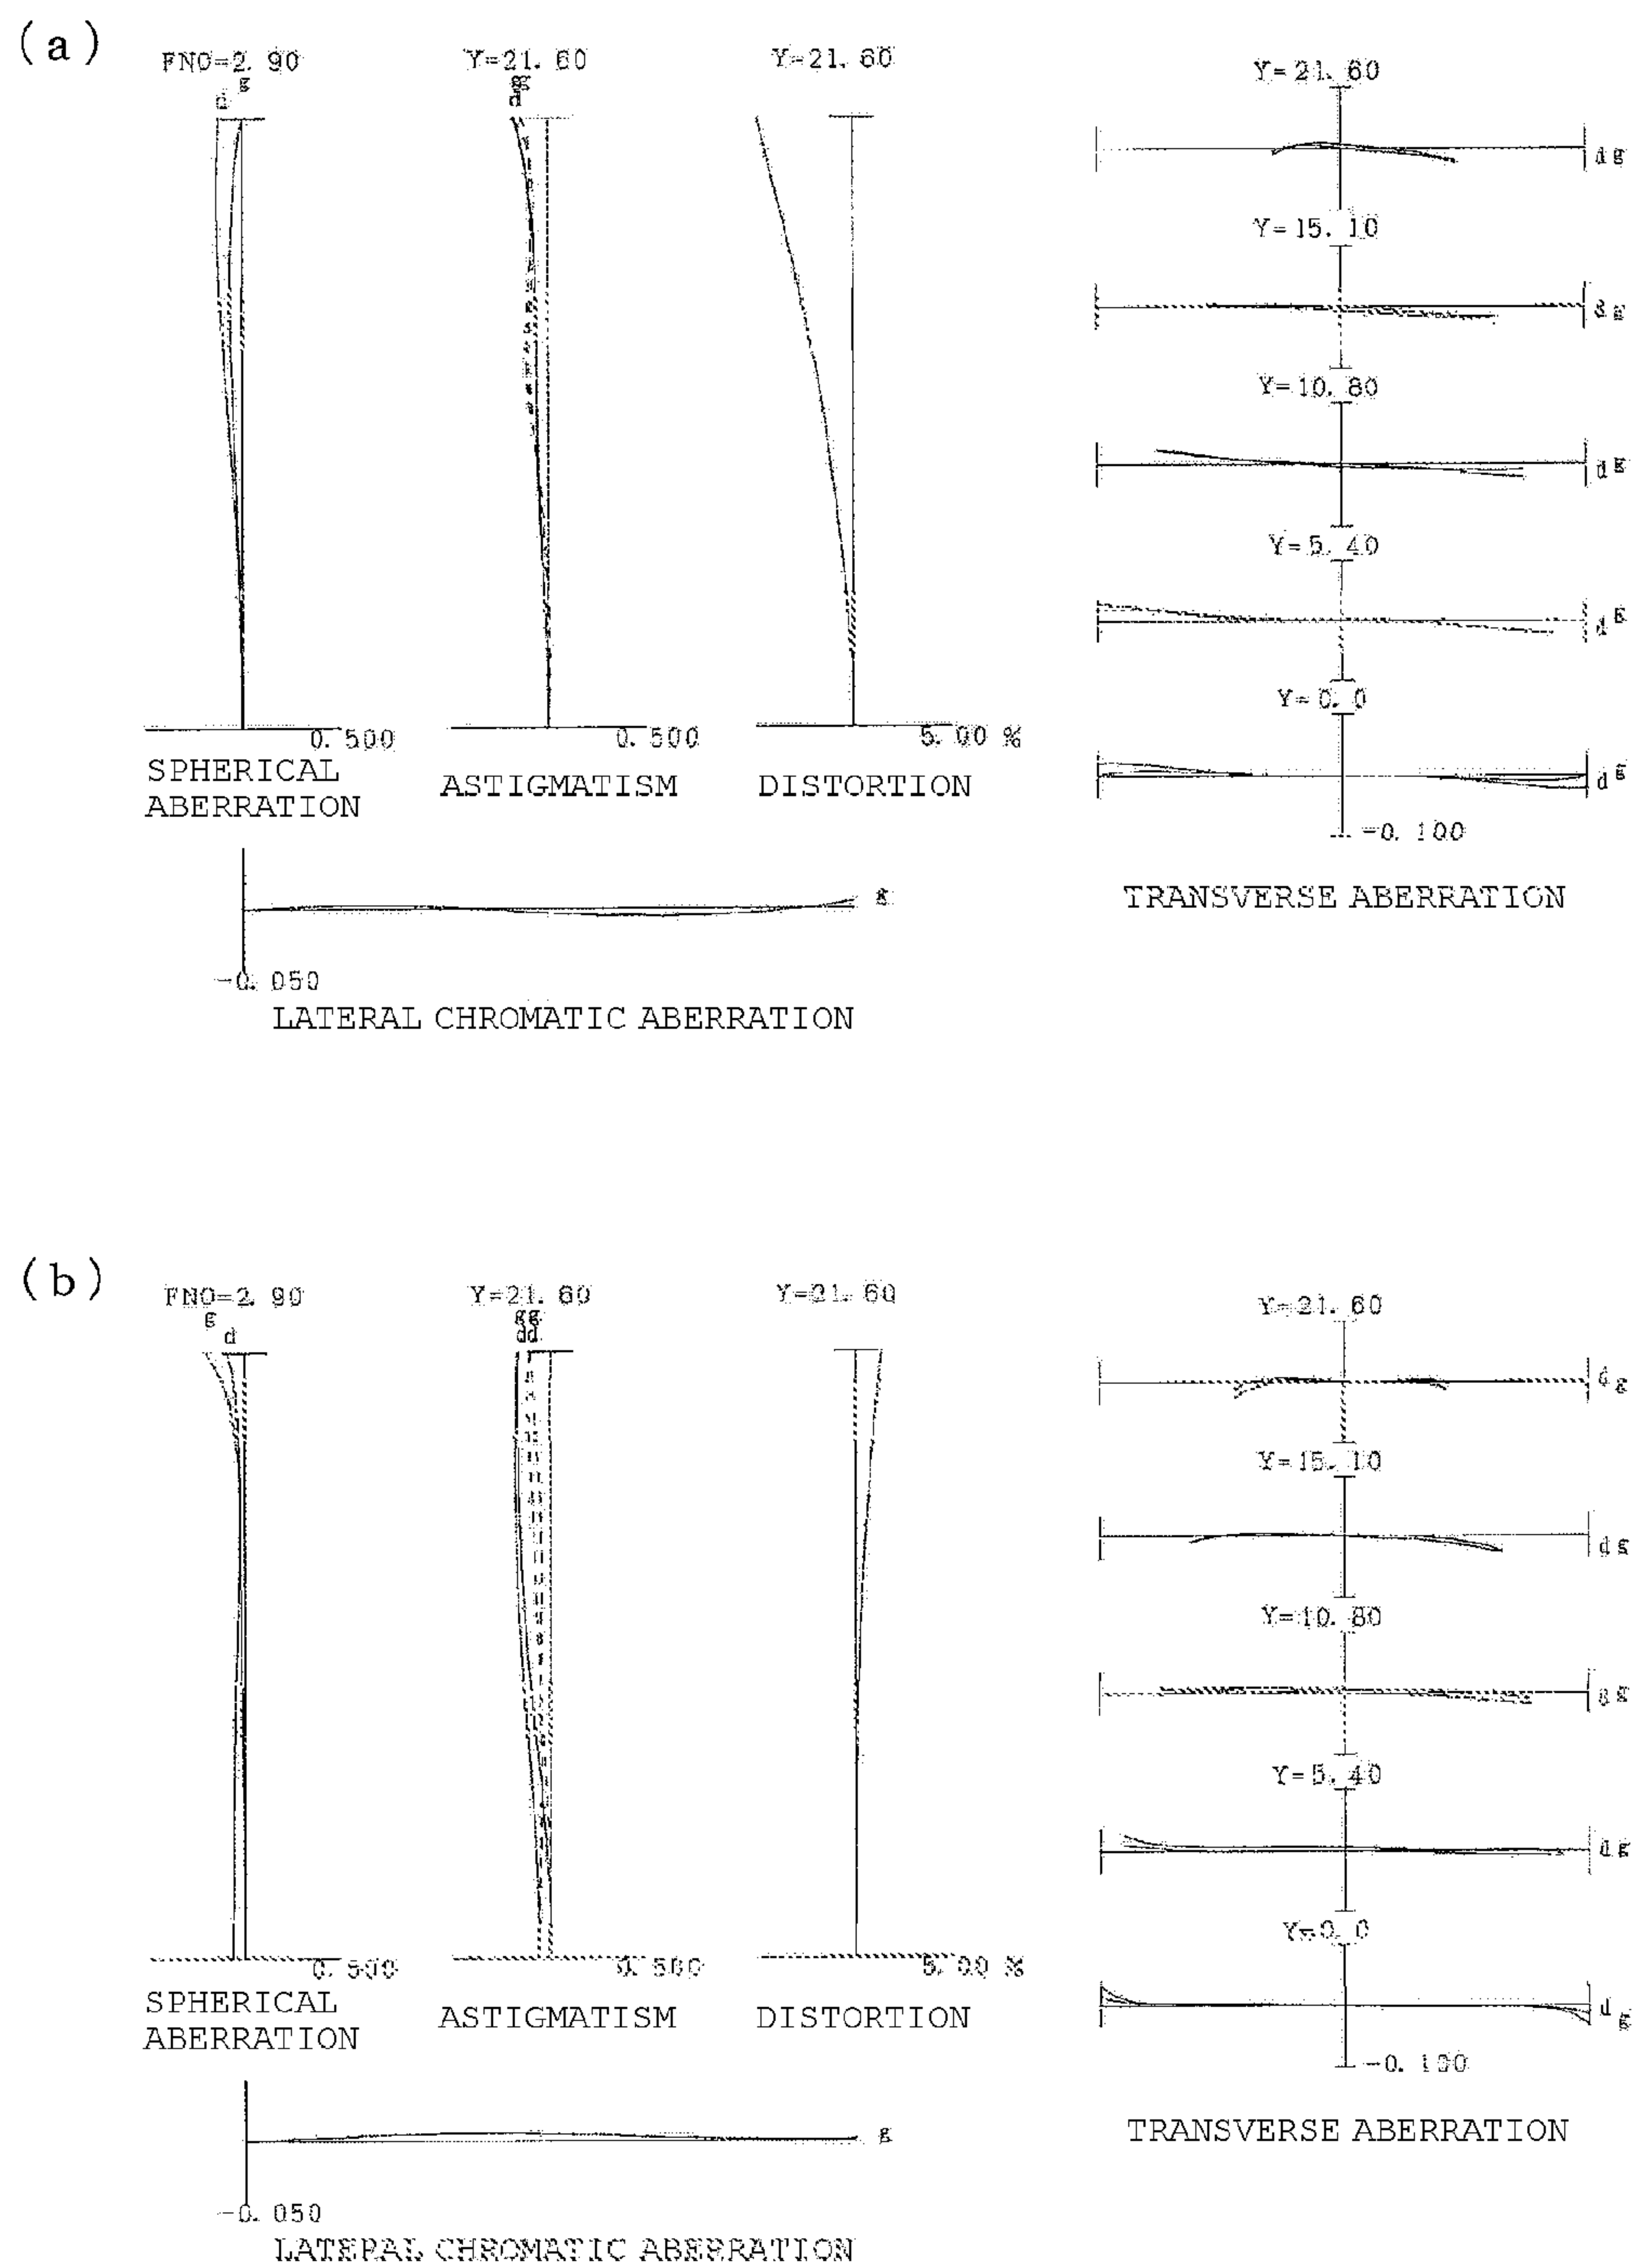 (a)
FNO=2.90
Y=21.60
Y=21.60
d g
d g
0.500
0.500
5.00 %
SPHERICAL
ABERRATION
ASTIGMATISM
DISTORTION
g
-0.050
LATERAL CHROMATIC ABERRATION
Y=21.60
d g
Y=15.10
g
Y=10.80
d g
Y=5.40
d g
Y=0.0
d g
-0.100
TRANSVERSE ABERRATION
(b)
FNO=2.90
Y=21.60
Y=21.60
g
d
gg
dd
0.500
0.500
5.00 %
SPHERICAL
ABERRATION
ASTIGMATISM
DISTORTION
g
-0.050
LATERAL CHROMATIC ABERRATION
Y=21.60
d g
Y=15.10
d g
Y=10.80
g
Y=5.40
d g
Y=0.0
d g
-0.100
TRANSVERSE ABERRATION